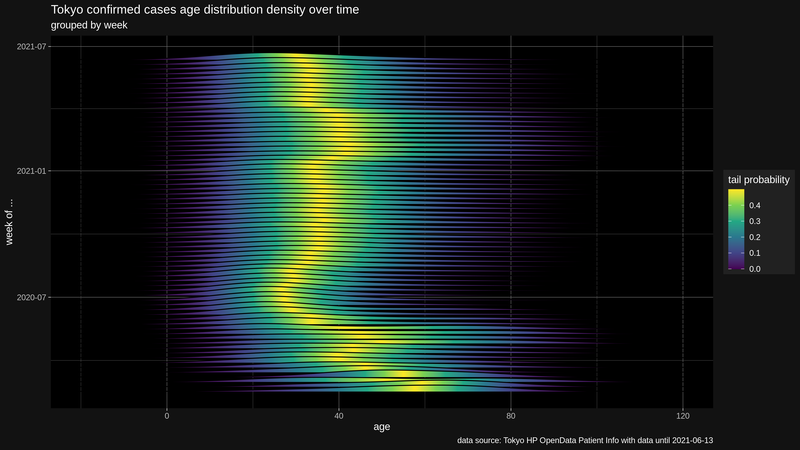 Tokyo confirmed cases age distribution density over time
grouped by week
2021-07
2021-01
2020-07
week of ...
0
40
80
120
age
tail probability
0.4
0.3
0.2
0.1
0.0
data source: Tokyo HP OpenData Patient Info with data until 2021-06-13